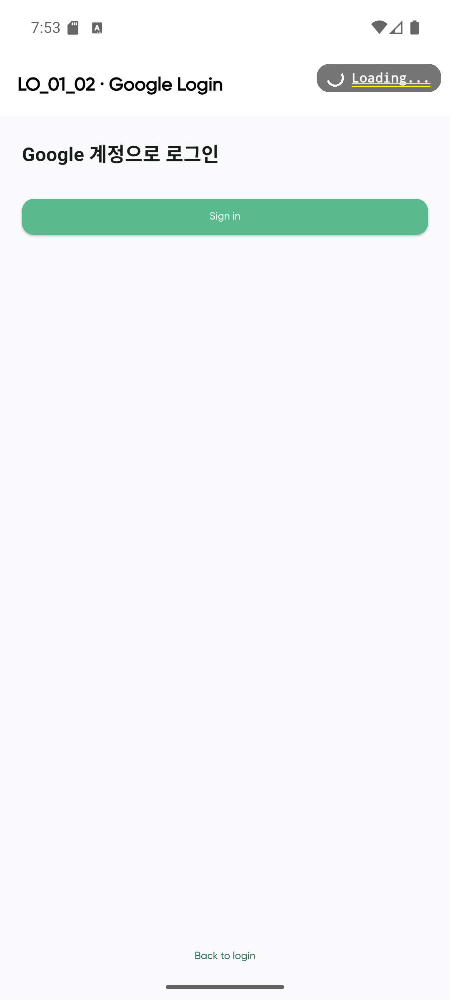 7:53
LO_01_02 · Google Login
Loading...
Google 계정으로 로그인
Sign in
Back to login